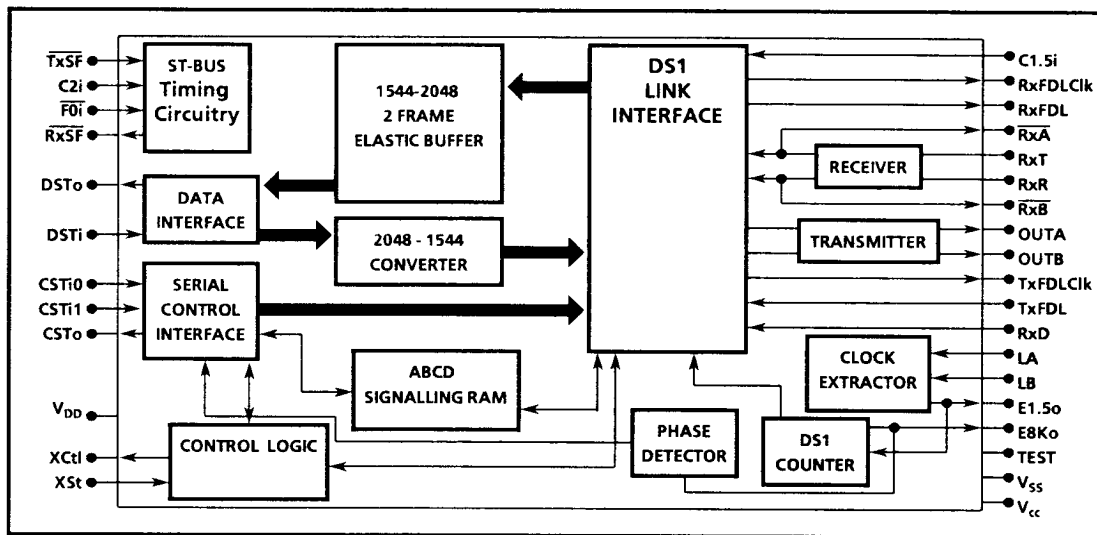 TxSF
C2i
F0i
RxSF
DSTo
DSTi
CSTi0
CSTi1
CSTo
VDD
XCtl
XSt
ST-BUS
Timing
Circuitry
DATA
INTERFACE
SERIAL
CONTROL
INTERFACE
CONTROL LOGIC
1544-2048
2 FRAME
ELASTIC BUFFER
2048 - 1544
CONVERTER
ABCD
SIGNALLING RAM
DS1
LINK
INTERFACE
PHASE
DETECTOR
DS1
COUNTER
RECEIVER
TRANSMITTER
CLOCK
EXTRACTOR
C1.5i
RxFDLClk
RxFDL
RxA
RxT
RxR
RxB
OUTA
OUTB
TxFDLClk
TxFDL
RxD
LA
LB
E1.5o
E8Ko
TEST
VSS
Vcc